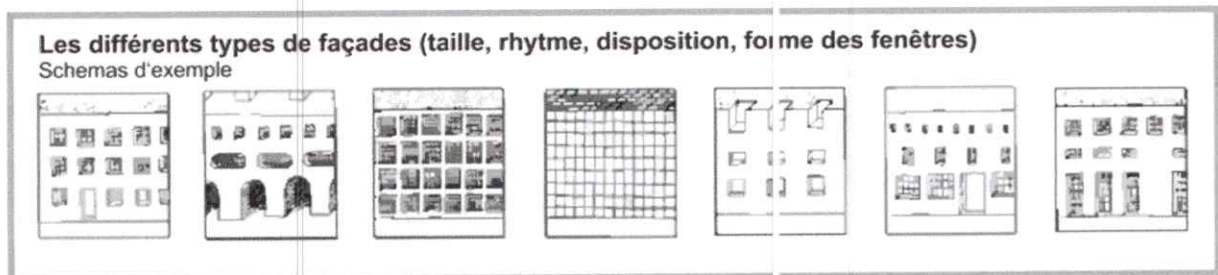 Les différents types de façades (taille, rhytme, disposition, forme des fenêtres)
Schemas d'exemple